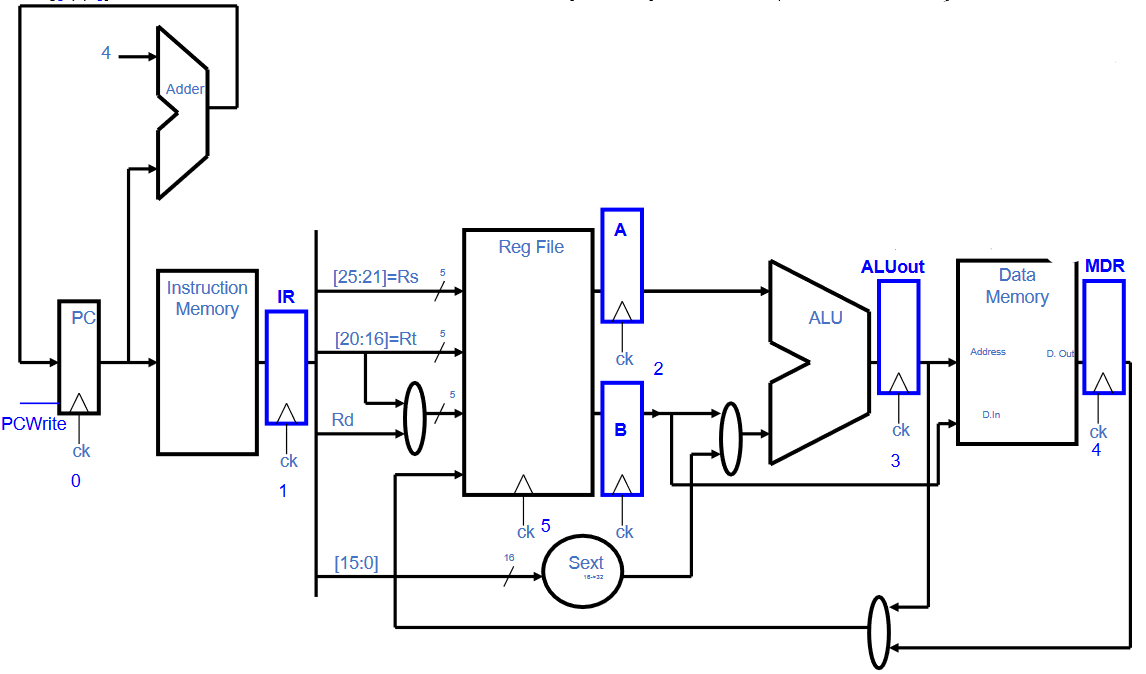 4
Adder
PC
PCWrite
ck
0
Instruction
Memory
IR
ck
1
[25:21]=Rs
5
[20:16]=Rt
5
Rd
5
[15:0]
16
Reg File
ck
5
Sext
16->32
A
ck
2
B
ck
ALU
ALUout
ck
3
Data
Memory
Address
D. Out
D.In
MDR
ck
4